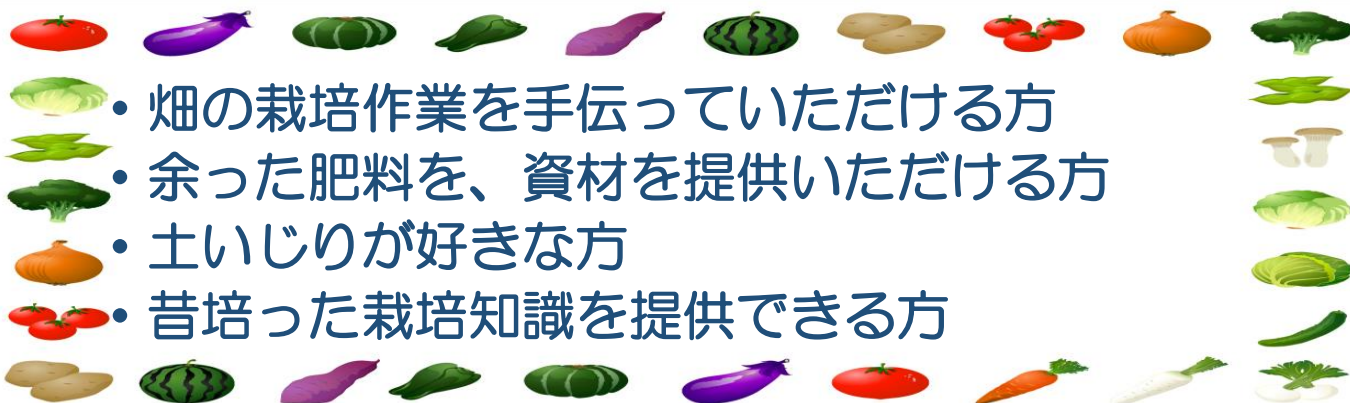 • 畑の栽培作業を手伝っていただける方
• 余った肥料を、資材を提供いただける方
• 土いじりが好きな方
• 昔培った栽培知識を提供できる方